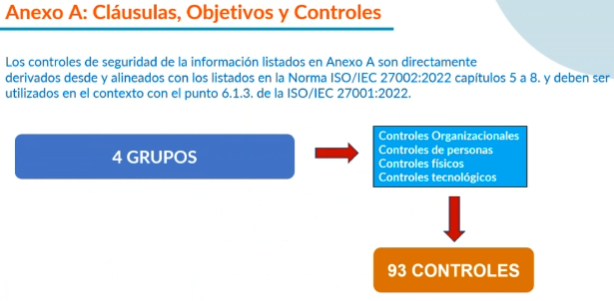 Anexo A: Cláusulas, Objetivos y Controles
Los controles de seguridad de la información listados en Anexo A son directamente
derivados desde y alineados con los listados en la Norma ISO/IEC 27002:2022 capítulos 5 a 8. y deben ser
utilizados en el contexto con el punto 6.1.3. de la ISO/IEC 27001:2022.
4 GRUPOS
Controles Organizacionales
Controles de personas
Controles físicos
Controles tecnológicos
93 CONTROLES